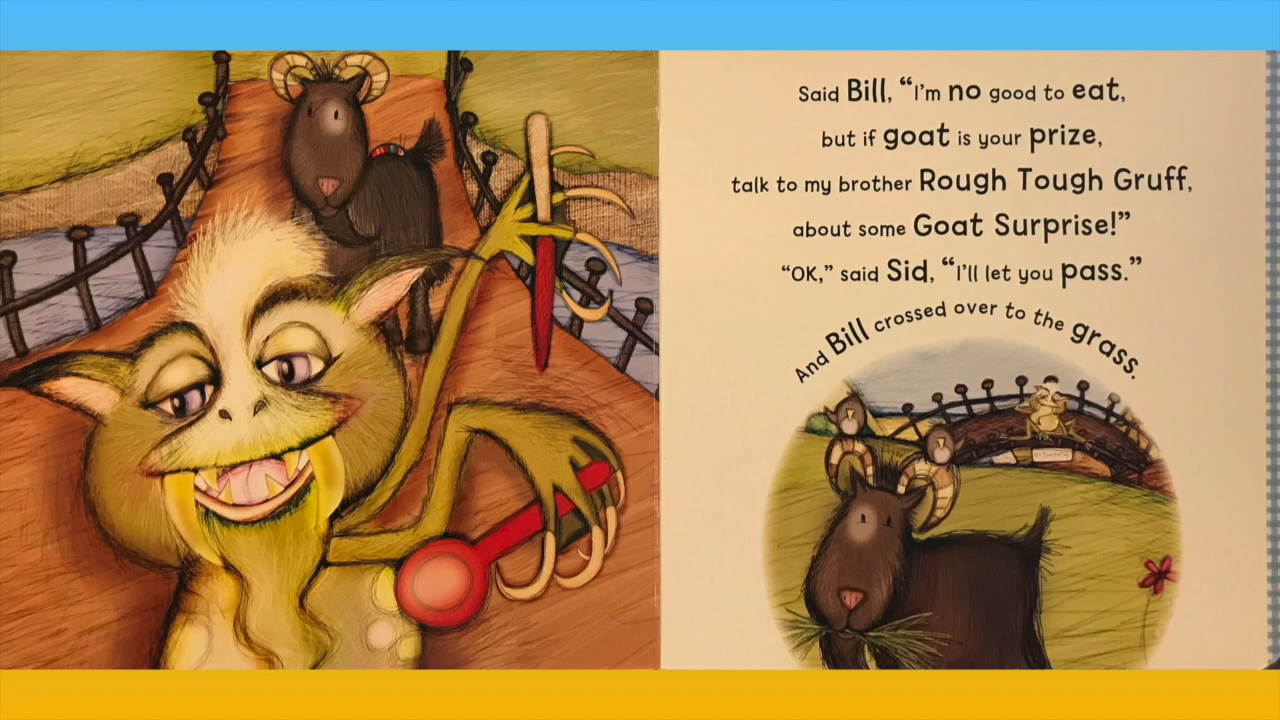 Said Bill, “I’m no good to eat,
but if goat is your prize,
talk to my brother Rough Tough Gruff,
about some Goat Surprise!”
“OK,” said Sid, “I’ll let you pass.”
And Bill crossed over to the grass.